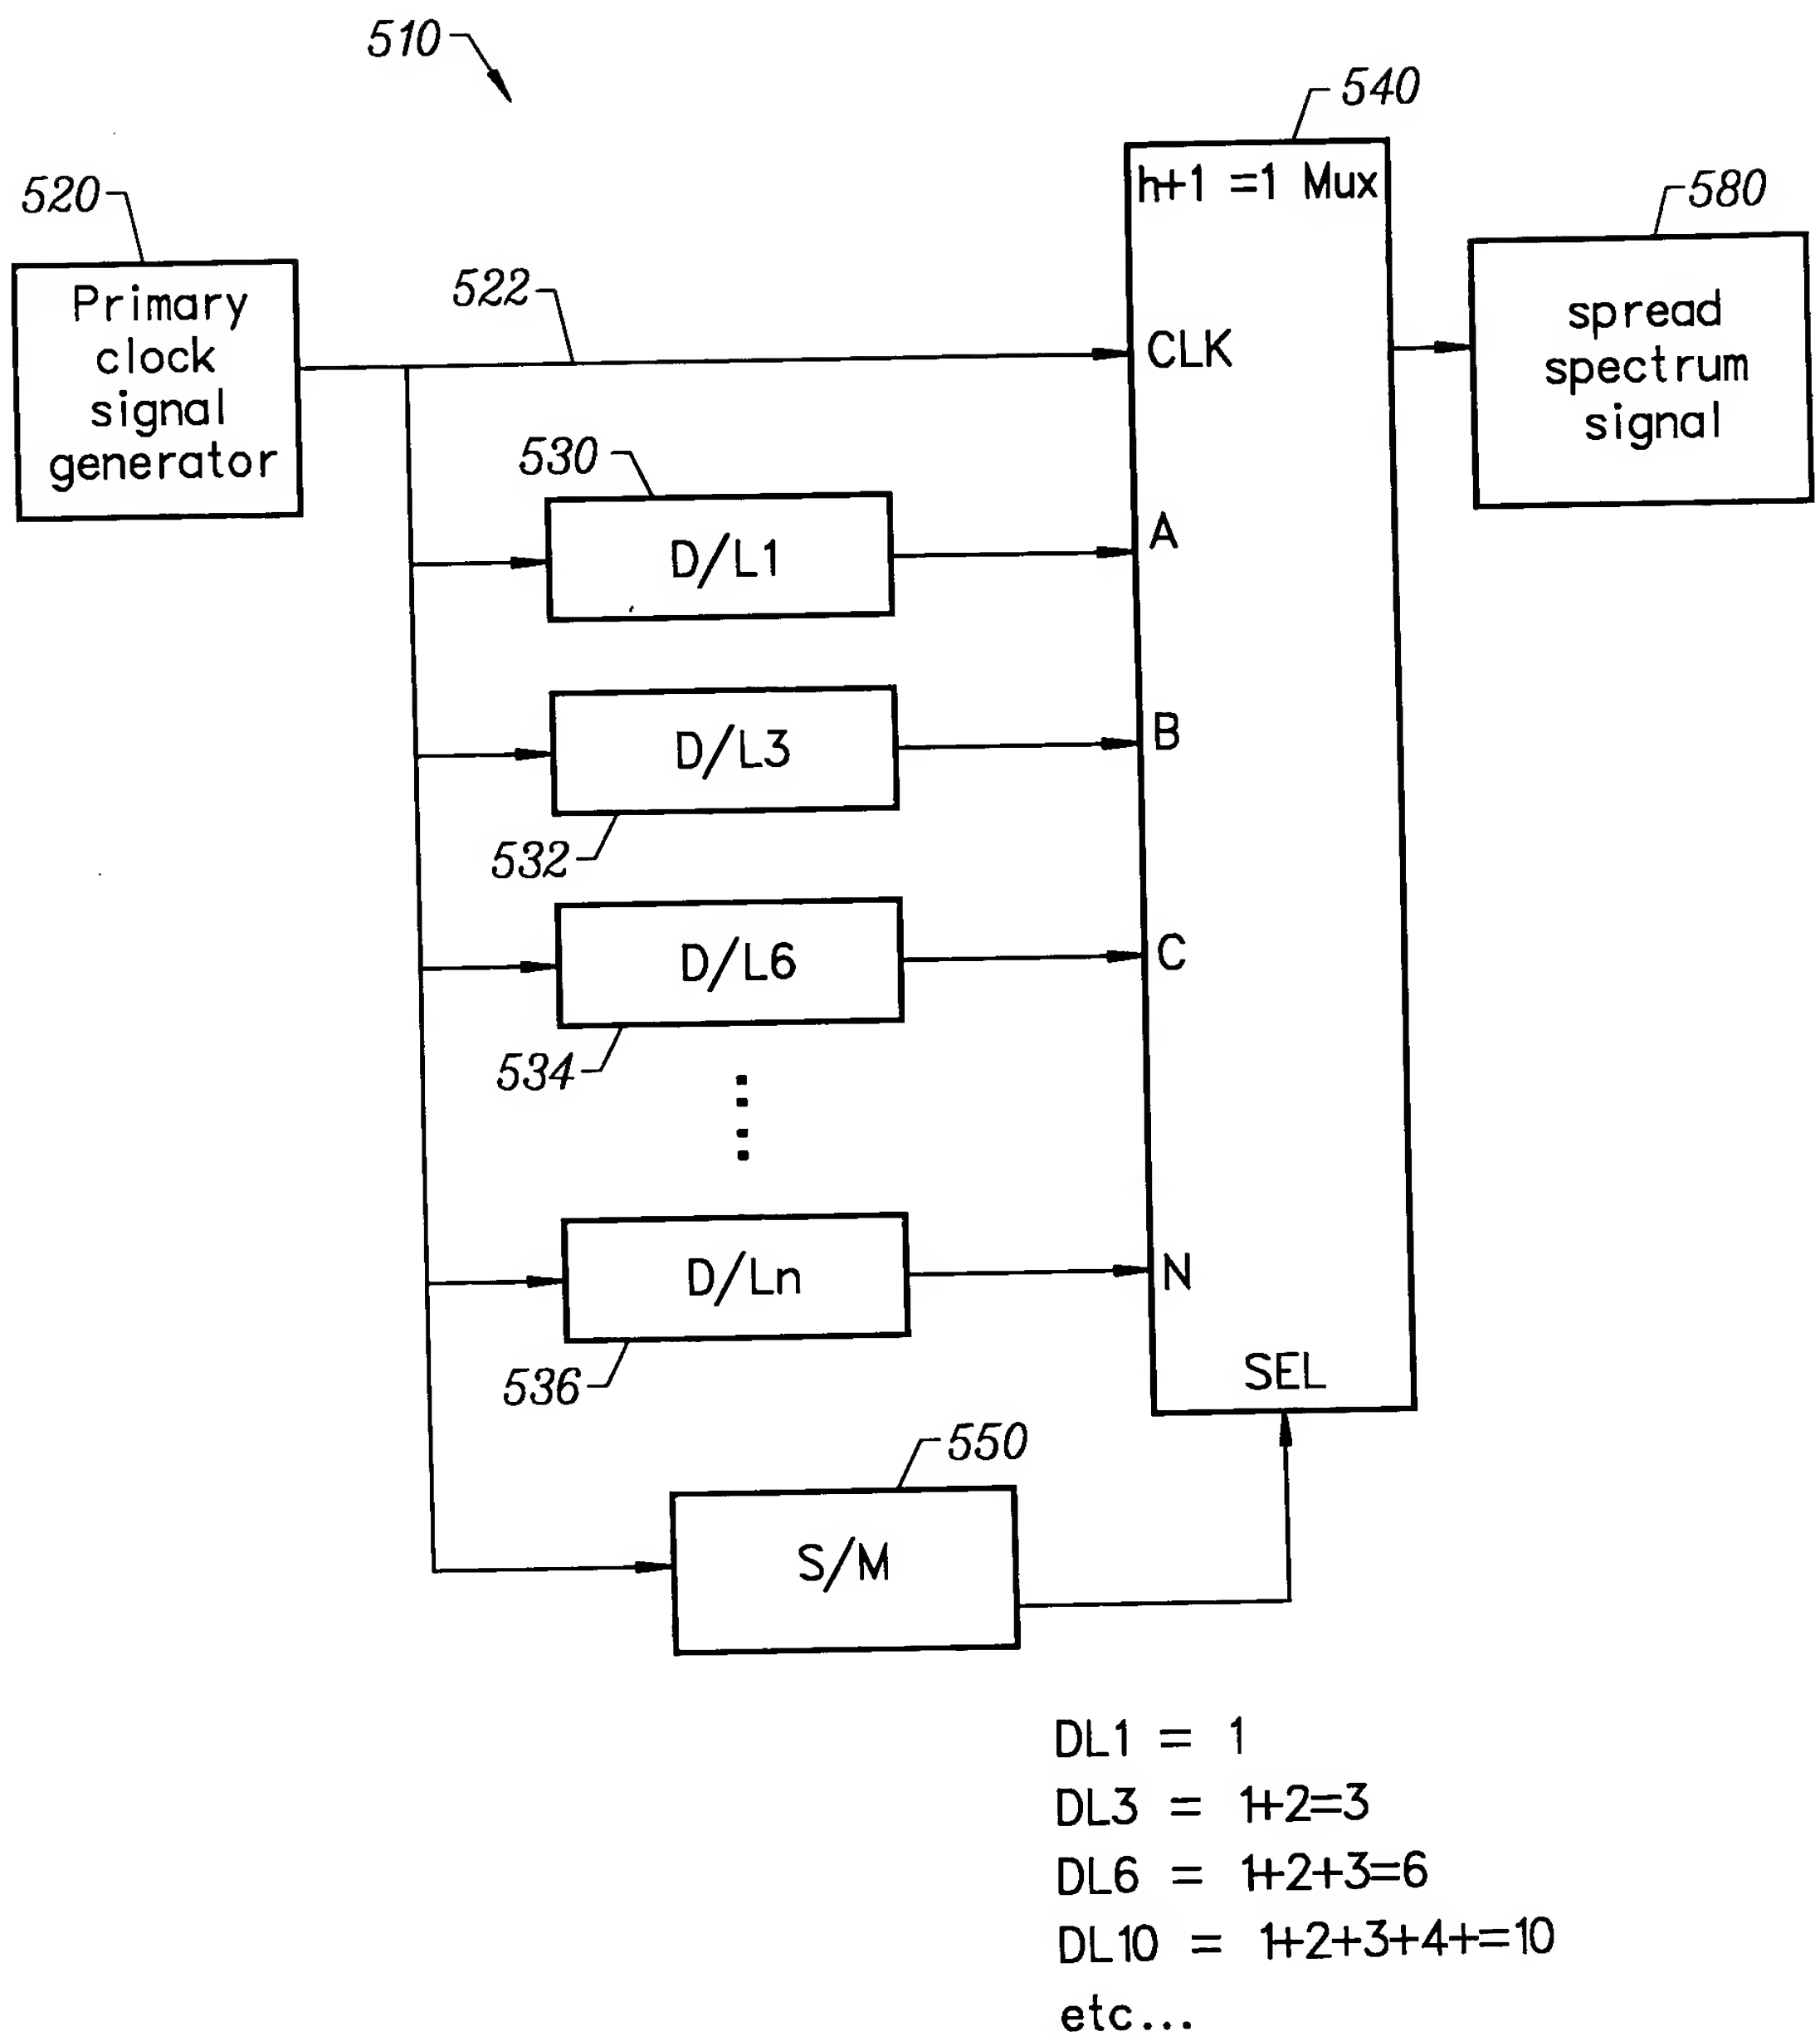 510
540
h+1 =1 Mux
520
580
Primary
clock
signal
generator
522
CLK
spread
spectrum
signal
530
D/L1
A
D/L3
B
532
D/L6
C
534
D/Ln
N
536
SEL
550
S/M
DL1 = 1
DL3 = 1+2=3
DL6 = 1+2+3=6
DL10 = 1+2+3+4+=10
etc...